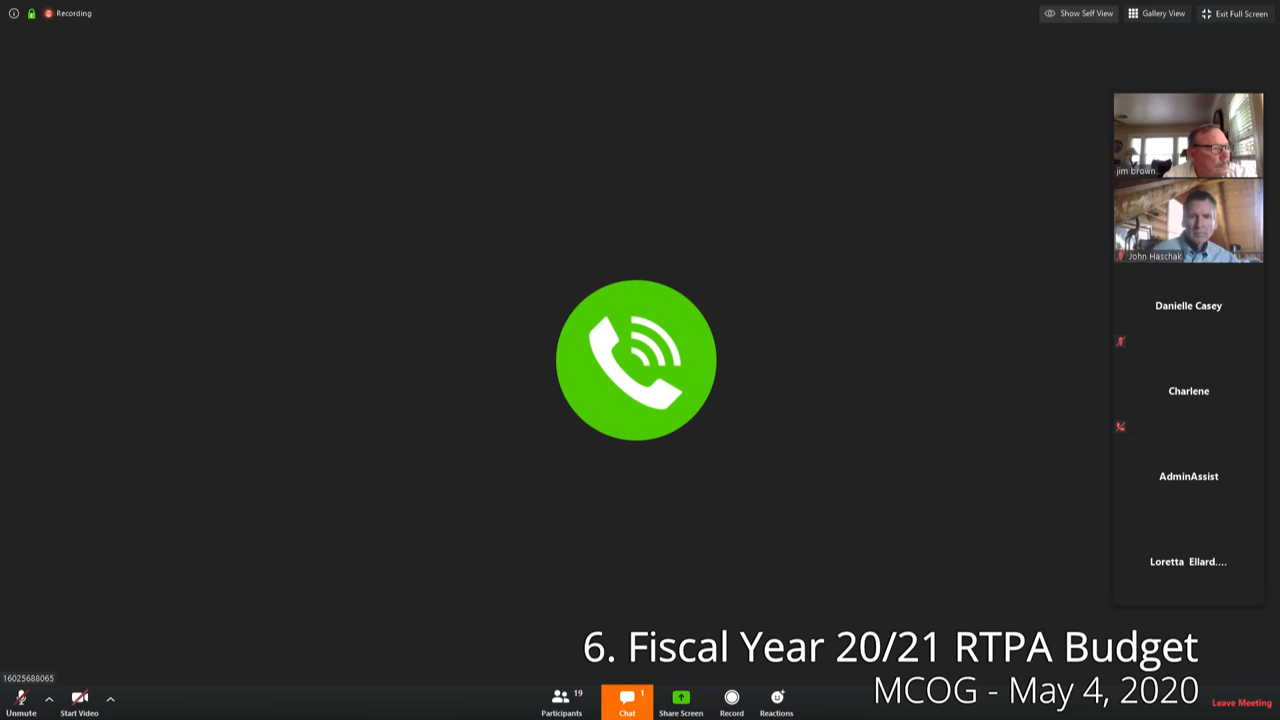 Recording
Show Self View
Gallery View
Exit Full Screen
jim brown
John Haschak
Danielle Casey
Charlene
AdminAssist
Loretta Ellard....
6. Fiscal Year 20/21 RTPA Budget
MCOG - May 4, 2020
16025688065
Unmute
Start Video
Participants
19
Chat
1
Share Screen
Record
Reactions
Leave Meeting